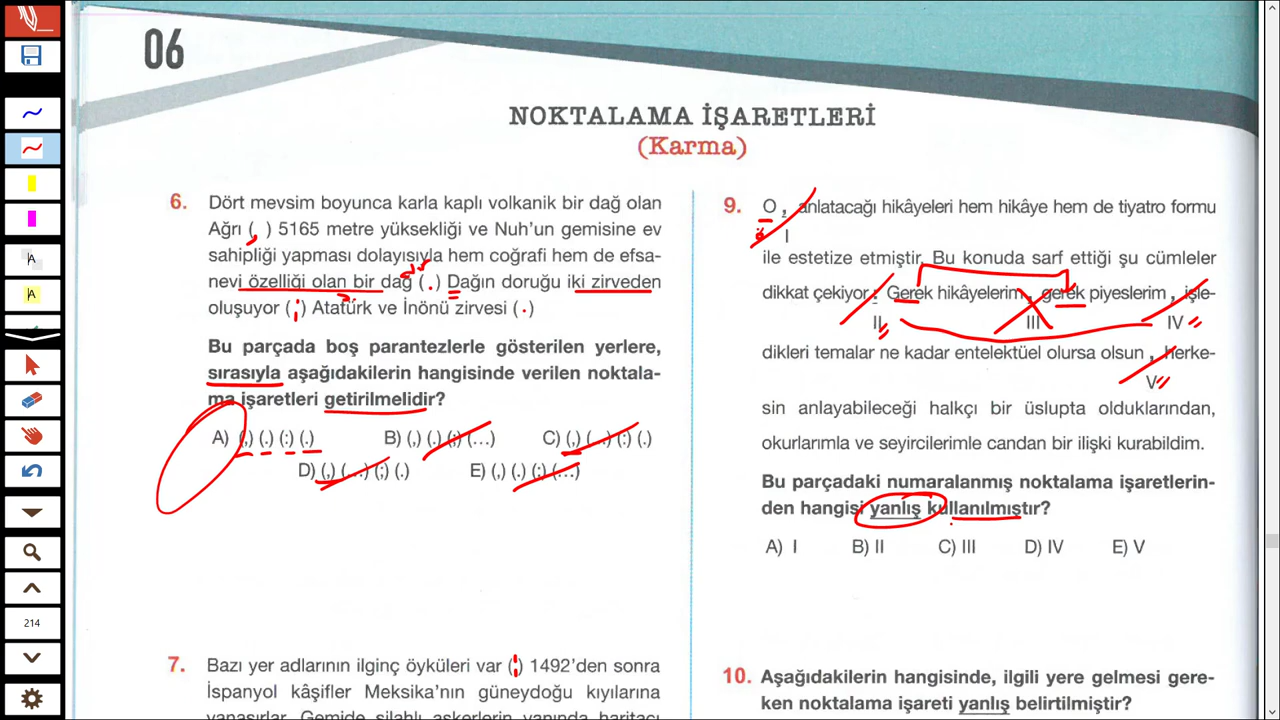 06
NOKTALAMA İŞARETLERİ
(Karma)
6. Dört mevsim boyunca karla kaplı volkanik bir dağ olan
Ağrı (,) 5165 metre yüksekliği ve Nuh’un gemisine ev
sahipliği yapması dolayısıyla hem coğrafi hem de efsa-
nevi özelliği olan bir dağ (.) Dağın doruğu iki zirveden
oluşuyor (:) Atatürk ve İnönü zirvesi (.)
Bu parçada boş parantezlerle gösterilen yerlere,
sırasıyla aşağıdakilerin hangisinde verilen noktala-
ma işaretleri getirilmelidir?
A) (,) (.) (:) (.) B) (,) (.) (;) (...) C) (,) (...) (:) (.)
D) (,) (...) (;) (.) E) (,) (.) (;) (...)
7. Bazı yer adlarının ilginç öyküleri var (:) 1492’den sonra
İspanyol kâşifler Meksika’nın güneydoğu kıyılarına
yanaşırlar. Gemide silahlı askerlerin yanında haritacı
9. O , anlatacağı hikâyeleri hem hikâye hem de tiyatro formu
I
ile estetize etmiştir. Bu konuda sarf ettiği şu cümleler
dikkat çekiyor : Gerek hikâyelerim , gerek piyeslerim , işle-
II III IV
dikleri temalar ne kadar entelektüel olursa olsun , herke-
V
sin anlayabileceği halkçı bir üslupta olduklarından,
okurlarımla ve seyircilerimle candan bir ilişki kurabildim.
Bu parçadaki numaralanmış noktalama işaretlerin-
den hangisi yanlış kullanılmıştır?
A) I B) II C) III D) IV E) V
10. Aşağıdakilerin hangisinde, ilgili yere gelmesi gere-
ken noktalama işareti yanlış belirtilmiştir?
A
A
214